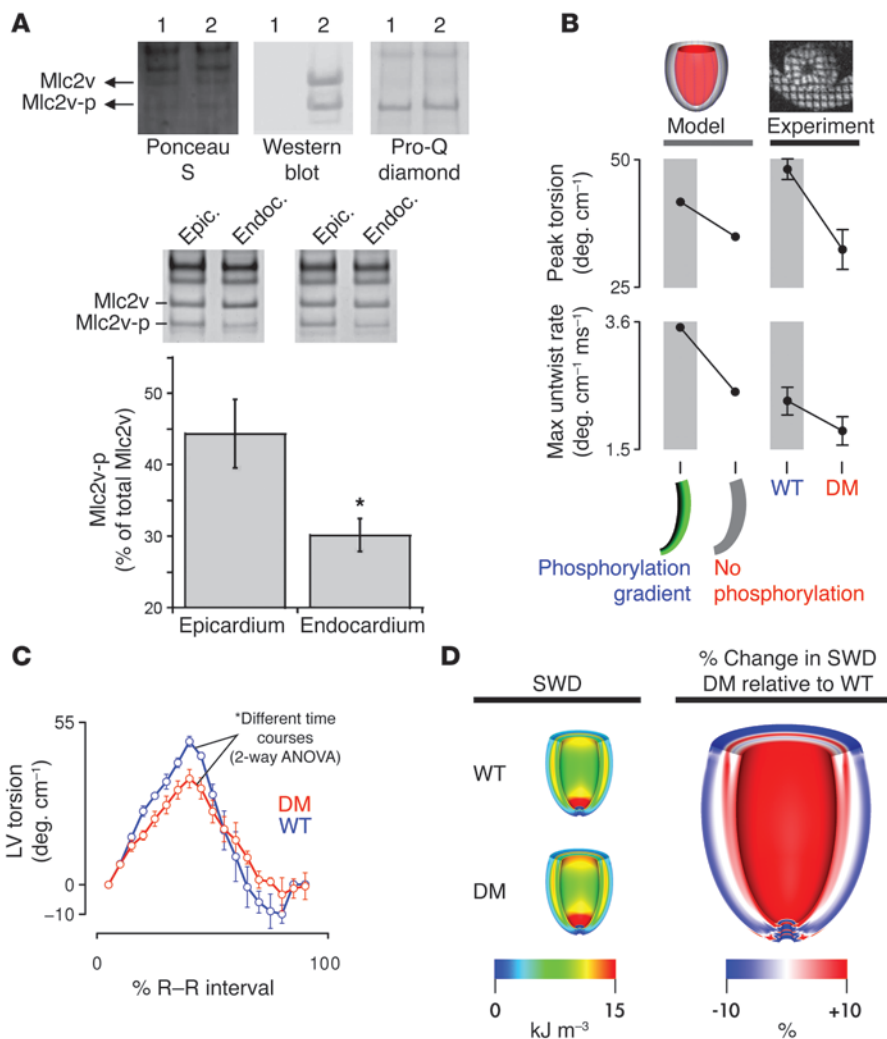 A
1 2 1 2 1 2
Mlc2v
Mlc2v-p
Ponceau
S
Western
blot
Pro-Q
diamond
Epic. Endoc. Epic. Endoc.
Mlc2v
Mlc2v-p
Mlc2v-p
(% of total Mlc2v)
50
45
30
20
*
Epicardium Endocardium
B
Model Experiment
Peak torsion
(deg. cm⁻¹)
50
25
Max untwist rate
(deg. cm⁻¹ ms⁻¹)
3.6
1.5
WT DM
Phosphorylation
gradient
No
phosphorylation
C
LV torsion
(deg. cm⁻¹)
55
0
−10
*Different time
courses
(2-way ANOVA)
DM
WT
0 100
% R–R interval
D
SWD
% Change in SWD
DM relative to WT
WT
DM
0 15
kJ m⁻³
-10 +10
%